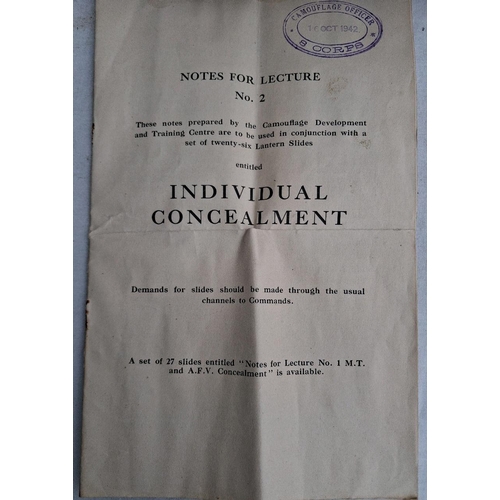 CAMOUFLAGE OFFICER
OCT 1942
8 CORPS
NOTES FOR LECTURE
No. 2
These notes prepared by the Camouflage Development
and Training Centre are to be used in conjunction with a
set of twenty-six Lantern Slides
entitled
INDIVIDUAL
CONCEALMENT
Demands for slides should be made through the usual
channels to Commands.
A set of 27 slides entitled "Notes for Lecture No. 1 M.T.
and A.F.V. Concealment" is available.